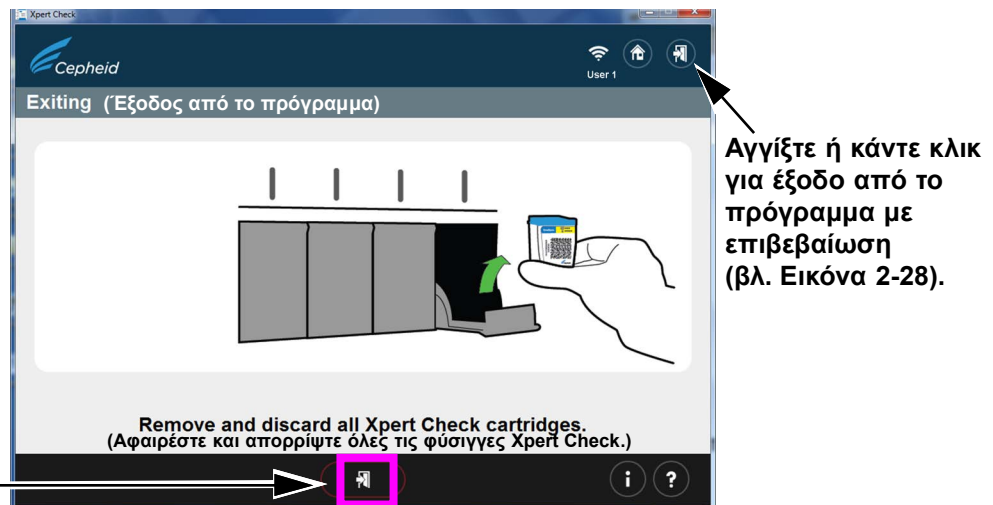 Xpert Check
Cepheid
User 1
Exiting (Έξοδος από το πρόγραμμα)
Αγγίξτε ή κάντε κλικ
για έξοδο από το
πρόγραμμα με
επιβεβαίωση
(βλ. Εικόνα 2-28).
Remove and discard all Xpert Check cartridges.
(Αφαιρέστε και απορρίψτε όλες τις φύσιγγες Xpert Check.)
i ?